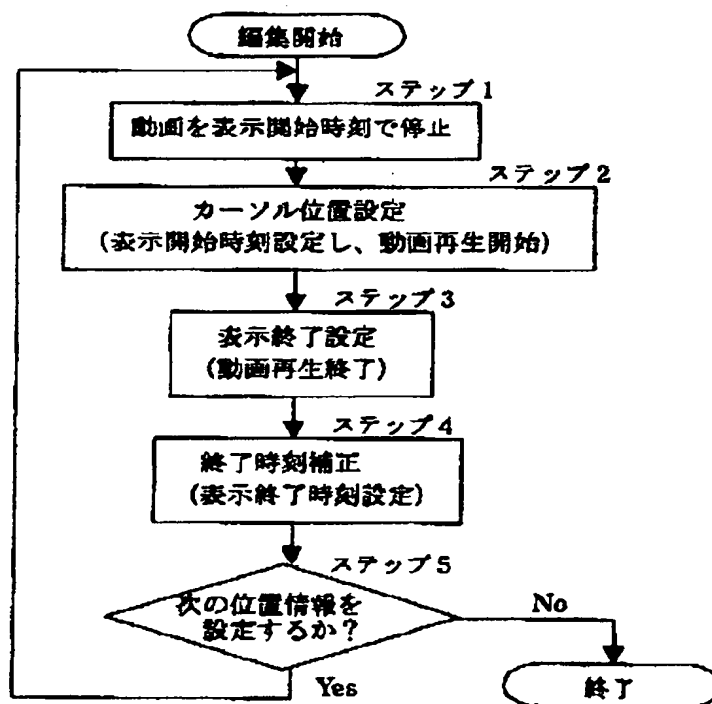 編集開始
ステップ1
動画を表示開始時刻で停止
ステップ2
カーソル位置設定
(表示開始時刻設定し、動画再生開始)
ステップ3
表示終了設定
(動画再生終了)
ステップ4
終了時刻補正
(表示終了時刻設定)
ステップ5
次の位置情報を
設定するか？
No
Yes
終了